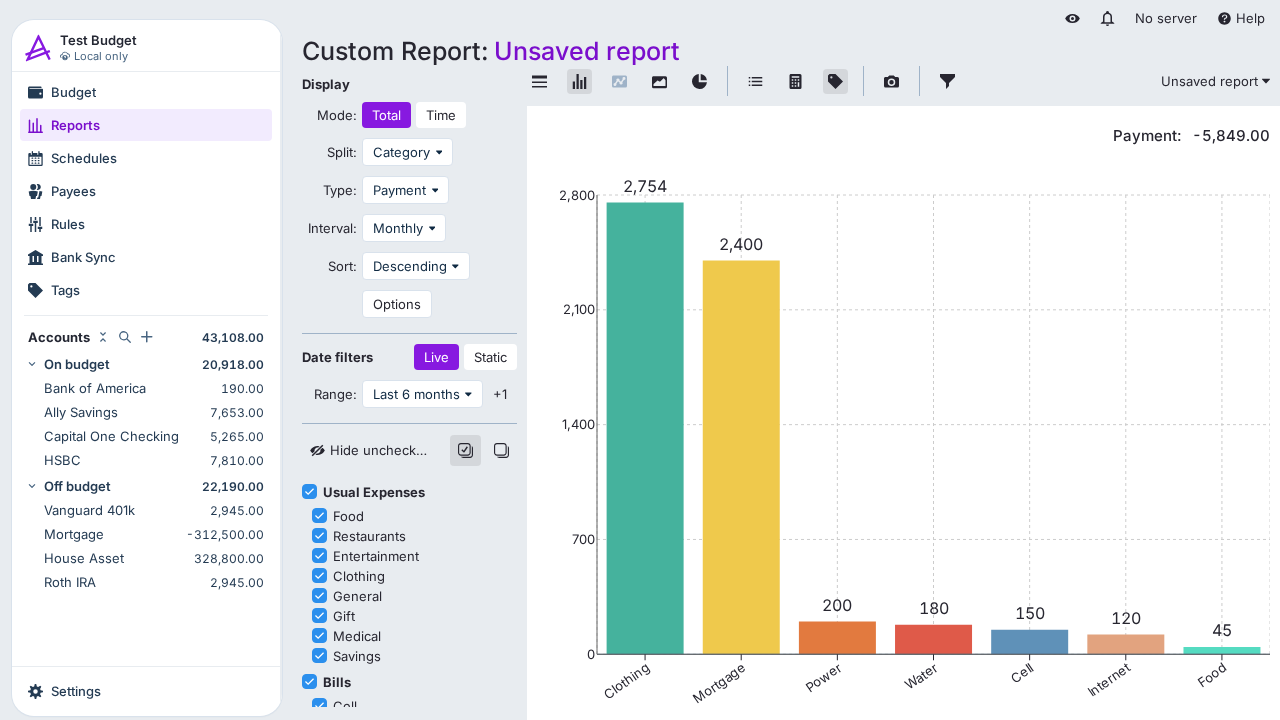 Test Budget
Local only
Budget
Reports
Schedules
Payees
Rules
Bank Sync
Tags
Accounts 43,108.00
On budget 20,918.00
Bank of America 190.00
Ally Savings 7,653.00
Capital One Checking 5,265.00
HSBC 7,810.00
Off budget 22,190.00
Vanguard 401k 2,945.00
Mortgage -312,500.00
House Asset 328,800.00
Roth IRA 2,945.00
Settings
No server Help
Custom Report: Unsaved report
Display
Mode: Total Time
Split: Category
Type: Payment
Interval: Monthly
Sort: Descending
Options
Date filters Live Static
Range: Last 6 months +1
Hide uncheck...
Usual Expenses
Food
Restaurants
Entertainment
Clothing
General
Gift
Medical
Savings
Bills
Cell
Unsaved report
Payment: -5,849.00
2,800
2,100
1,400
700
0
2,754
2,400
200
180
150
120
45
Clothing
Mortgage
Power
Water
Cell
Internet
Food